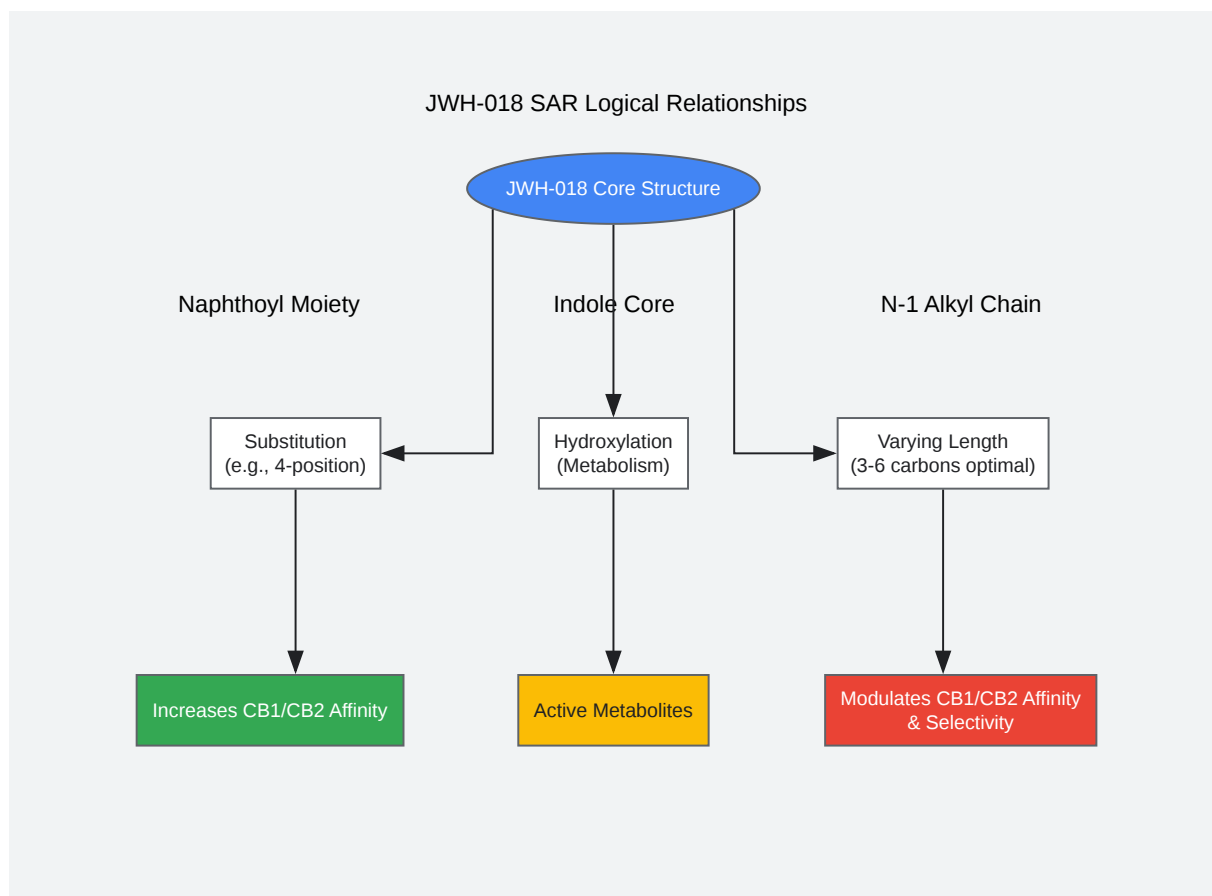 JWH-018 SAR Logical Relationships
JWH-018 Core Structure
Naphthoyl Moiety
Indole Core
N-1 Alkyl Chain
Substitution
(e.g., 4-position)
Hydroxylation
(Metabolism)
Varying Length
(3-6 carbons optimal)
Increases CB1/CB2 Affinity
Active Metabolites
Modulates CB1/CB2 Affinity
& Selectivity